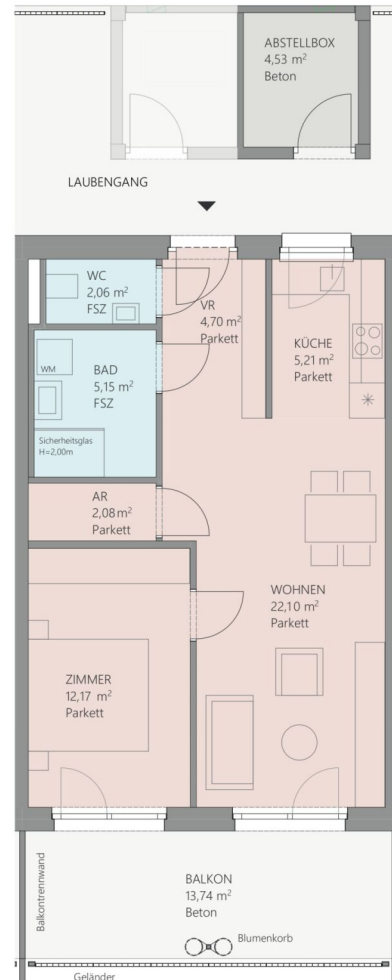 ABSTELLBOX
4,53 m²
Beton
LAUBENGANG
WC
2,06 m²
FSZ
VR
4,70 m²
Parkett
KÜCHE
5,21 m²
Parkett
WM
BAD
5,15 m²
FSZ
Sicherheitsglas
H=2,00m
AR
2,08 m²
Parkett
WOHNEN
22,10 m²
Parkett
ZIMMER
12,17 m²
Parkett
Balkontrennwand
BALKON
13,74 m²
Beton
Blumenkorb
Geländer